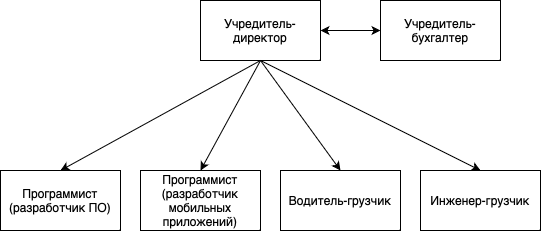 Учредитель-
директор
Учредитель-
бухгалтер
Программист
(разработчик ПО)
Программист
(разработчик
мобильных
приложений)
Водитель-грузчик
Инженер-грузчик